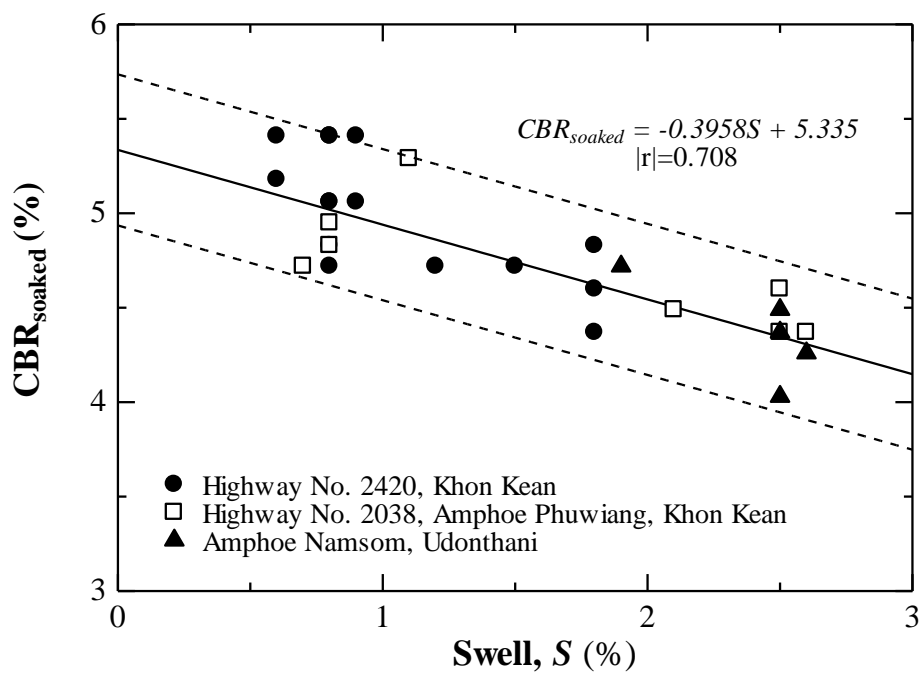 6
5
4
3
CBR_soaked (%)
CBR_soaked = -0.3958S + 5.335
|r|=0.708
Highway No. 2420, Khon Kean
Highway No. 2038, Amphoe Phuwiang, Khon Kean
Amphoe Namsom, Udonthani
0 1 2 3
Swell, S (%)